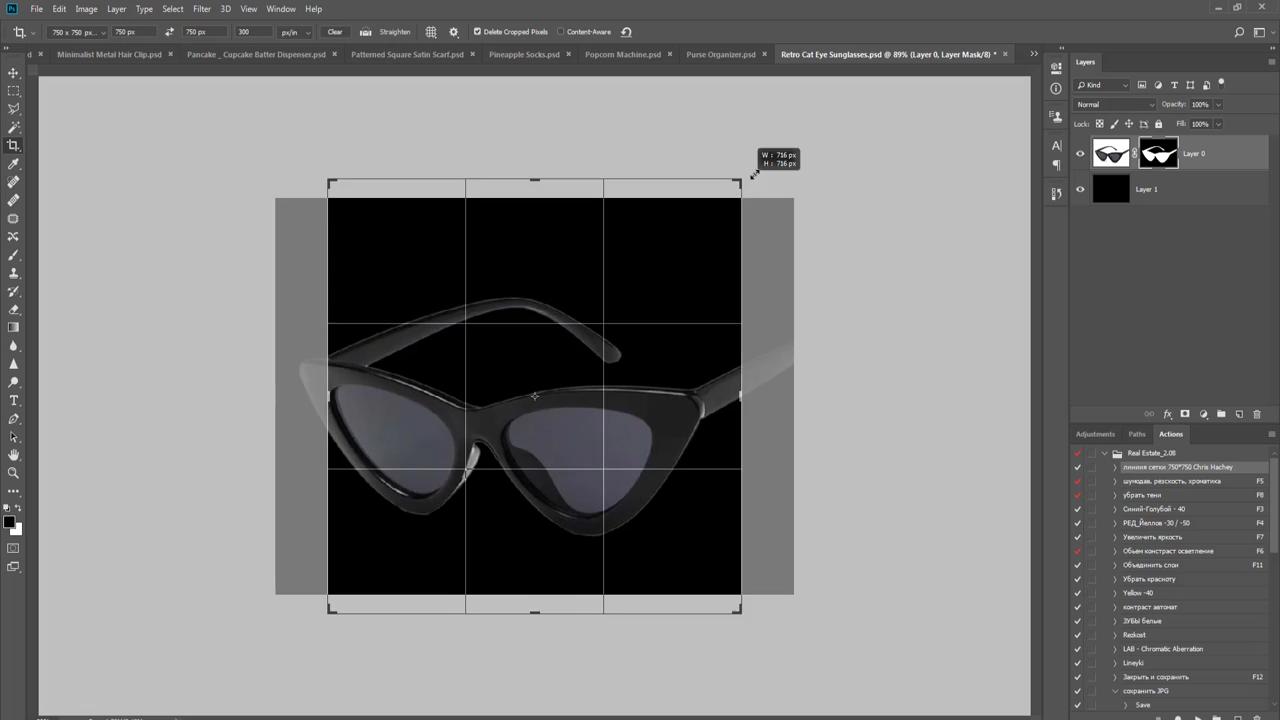 Ps File Edit Image Layer Type Select Filter 3D View Window Help
750 x 750 px... 750 px 750 px 300 px/in Clear Straighten Delete Cropped Pixels Content-Aware
d × Minimalist Metal Hair Clip.psd × Pancake _ Cupcake Batter Dispenser.psd × Patterned Square Satin Scarf.psd × Pineapple Socks.psd × Popcorn Machine.psd × Purse Organizer.psd × Retro Cat Eye Sunglasses.psd @ 89% (Layer 0, Layer Mask/8) * ×
W : 716 px
H : 716 px
Layers
Kind
Normal Opacity: 100%
Lock: Fill: 100%
Layer 0
Layer 1
Adjustments Paths Actions
Real Estate_2.08
линиия сетки 750*750 Chris Hachey
шумодав, резскость, хроматика F5
убрать тени F8
Синий-Голубой - 40 F3
РЕД_Йеллов -30 / -50 F4
Увеличить яркость F7
Обьем констраст осветление F6
Объединить слои F11
Убрать красноту
Yellow -40
контраст автомат
ЗУБЫ белые
Rezkost
LAB - Chromatic Aberration
Lineyki
Закрыть и сохранить F12
сохранить JPG
Save